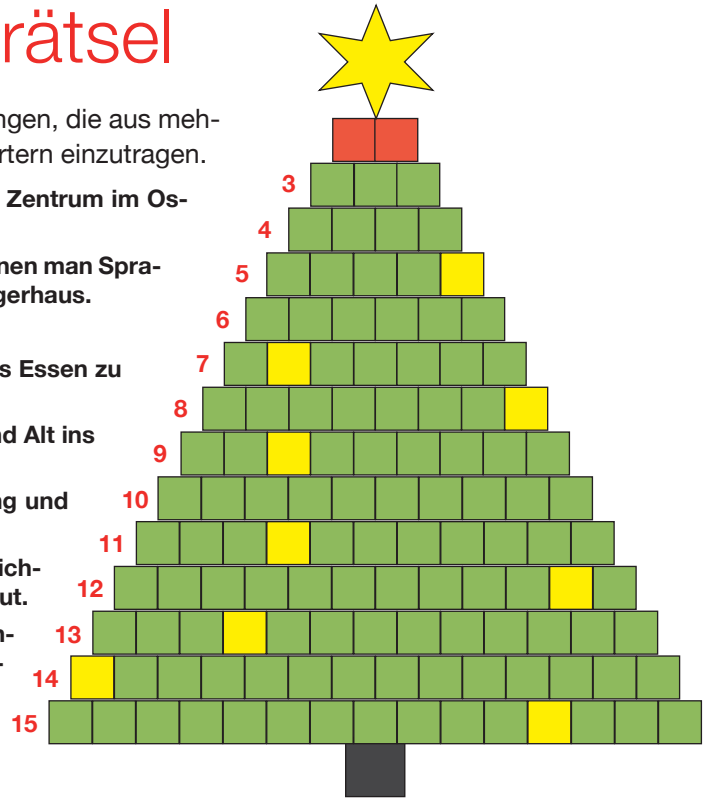 rätsel
ngen, die aus meh-
rtern einzutragen.
Zentrum im Os-
nen man Spra-
gerhaus.
s Essen zu
nd Alt ins
ng und
ich-
ut.
n-
.
3
4
5
6
7
8
9
10
11
12
13
14
15